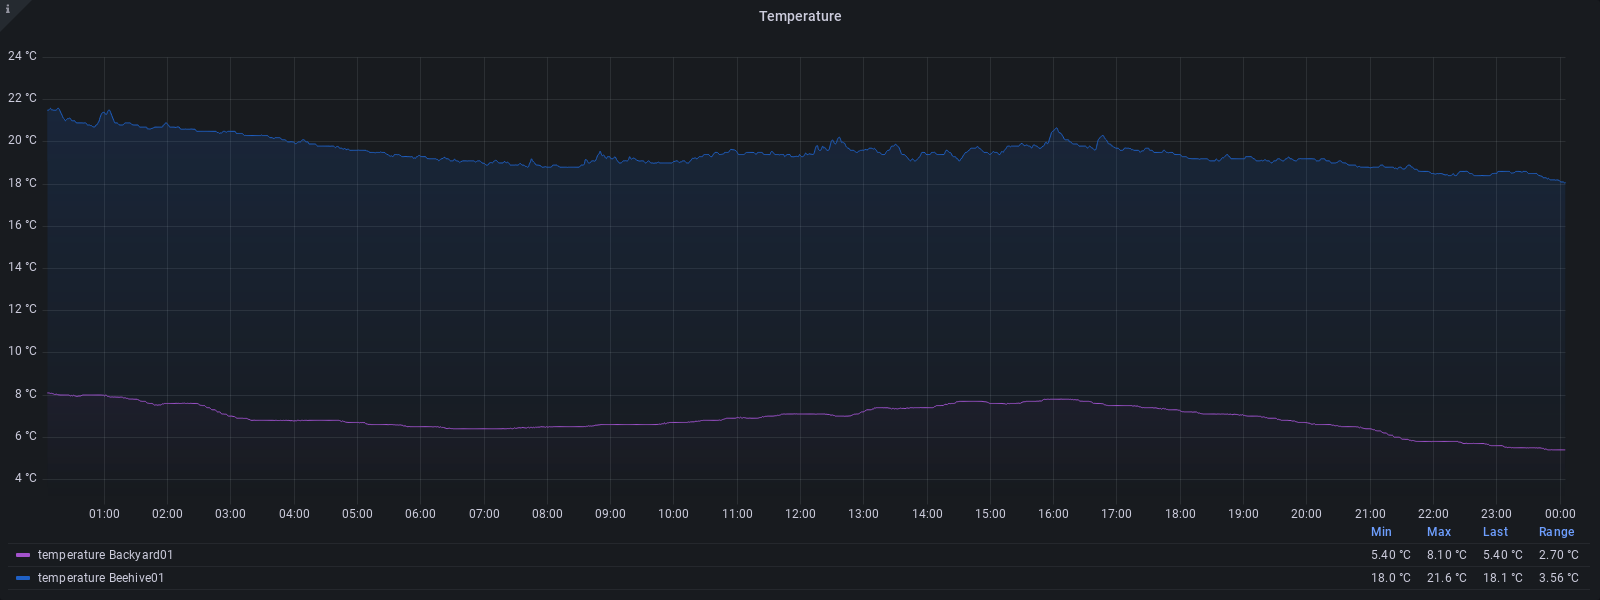 i
Temperature
24 °C
22 °C
20 °C
18 °C
16 °C
14 °C
12 °C
10 °C
8 °C
6 °C
4 °C
01:00 02:00 03:00 04:00 05:00 06:00 07:00 08:00 09:00 10:00 11:00 12:00 13:00 14:00 15:00 16:00 17:00 18:00 19:00 20:00 21:00 22:00 23:00 00:00
Min Max Last Range
temperature Backyard01 5.40 °C 8.10 °C 5.40 °C 2.70 °C
temperature Beehive01 18.0 °C 21.6 °C 18.1 °C 3.56 °C